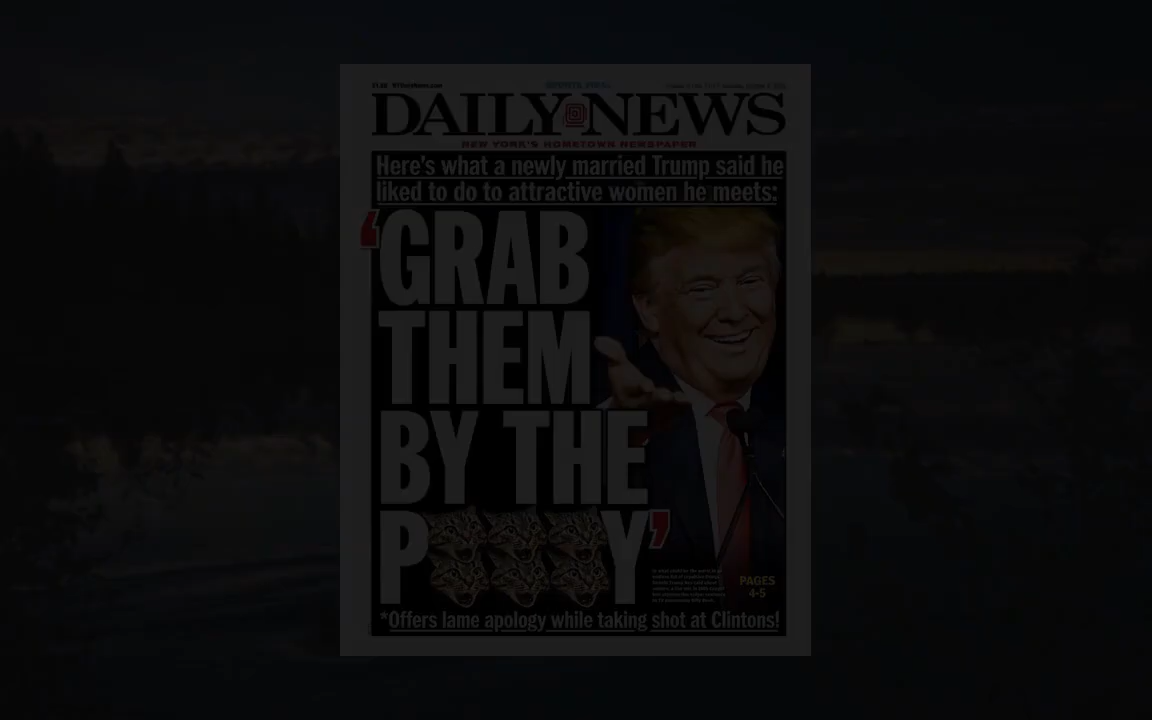 DAILY NEWS
NEW YORK'S HOMETOWN NEWSPAPER
Here's what a newly married Trump said he
liked to do to attractive women he meets:
'GRAB
THEM
BY THE
P Y'
PAGES
4-5
*Offers lame apology while taking shot at Clintons!